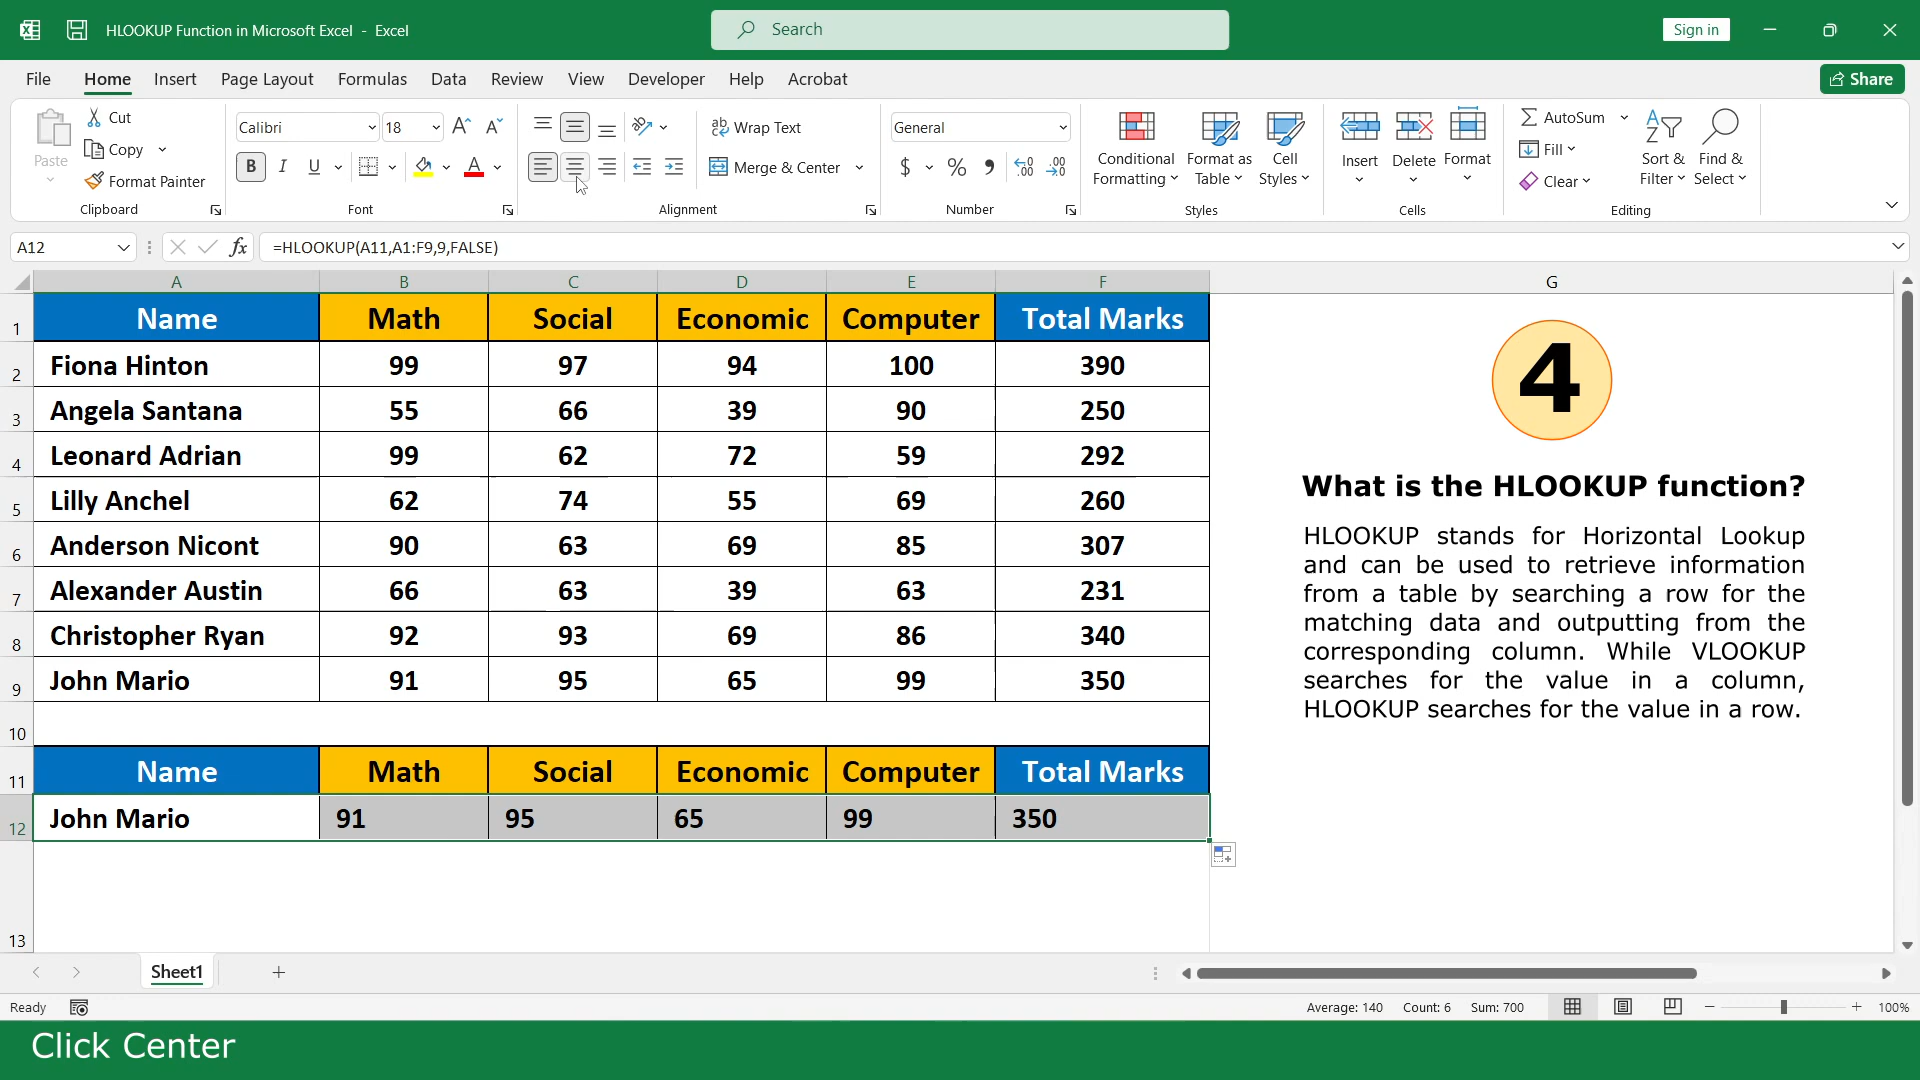 HLOOKUP Function in Microsoft Excel - Excel
Search
Sign in
File Home Insert Page Layout Formulas Data Review View Developer Help Acrobat
Share
Paste
Cut
Copy
Format Painter
Clipboard
Calibri 18
B I U
A A A
Font
ab Wrap Text
Merge & Center
Alignment
General
$ % 9 .00 .00
Number
Conditional Formatting
Format as Table
Cell Styles
Styles
Insert Delete Format
Cells
AutoSum
Fill
Clear
Sort & Filter
Find & Select
Editing
A12 fx =HLOOKUP(A11,A1:F9,9,FALSE)
A B C D E F G
1 Name Math Social Economic Computer Total Marks
2 Fiona Hinton 99 97 94 100 390
3 Angela Santana 55 66 39 90 250
4 Leonard Adrian 99 62 72 59 292
5 Lilly Anchel 62 74 55 69 260
6 Anderson Nicont 90 63 69 85 307
7 Alexander Austin 66 63 39 63 231
8 Christopher Ryan 92 93 69 86 340
9 John Mario 91 95 65 99 350
10
11 Name Math Social Economic Computer Total Marks
12 John Mario 91 95 65 99 350
13
4
What is the HLOOKUP function?
HLOOKUP stands for Horizontal Lookup
and can be used to retrieve information
from a table by searching a row for the
matching data and outputting from the
corresponding column. While VLOOKUP
searches for the value in a column,
HLOOKUP searches for the value in a row.
Sheet1
Ready
Average: 140 Count: 6 Sum: 700
100%
Click Center